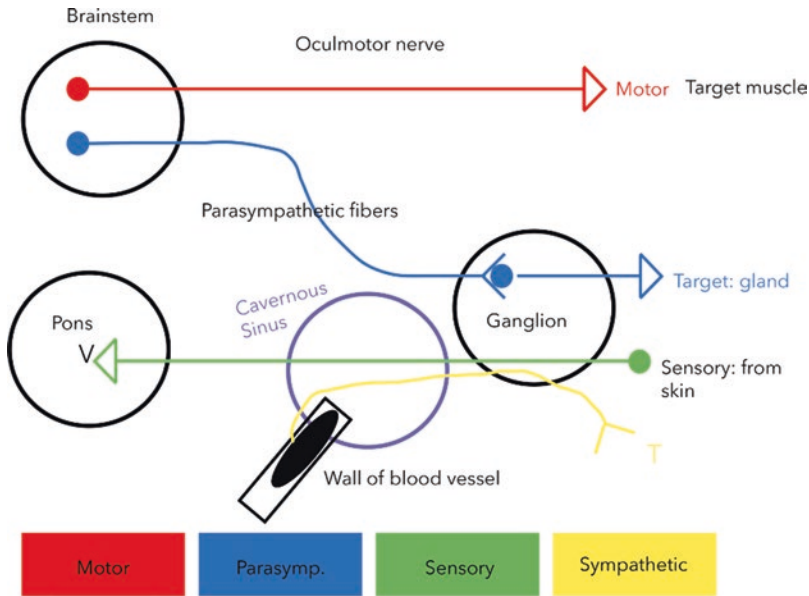 Brainstem
Oculmotor nerve
Motor
Target muscle
Parasympathetic fibers
Target: gland
Cavernous
Sinus
Ganglion
Pons
V
Sensory: from
skin
T
Wall of blood vessel
Motor
Parasymp.
Sensory
Sympathetic